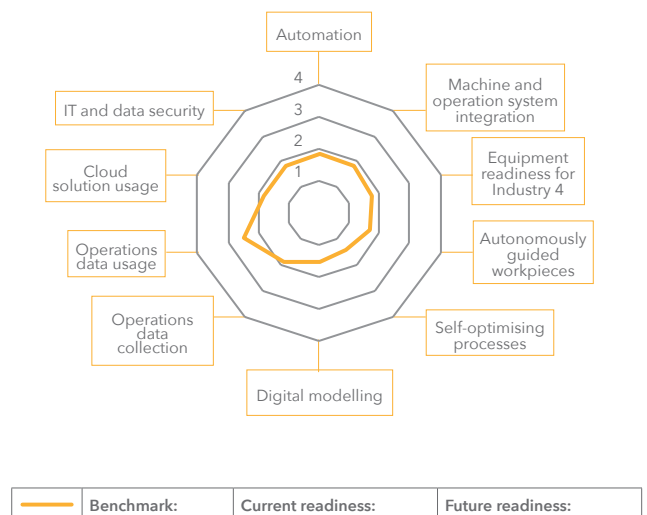 Automation
4
3
2
1
Machine and
operation system
integration
Equipment
readiness for
Industry 4
Autonomously
guided
workpieces
Self-optimising
processes
Digital modelling
Operations
data
collection
Operations
data usage
Cloud
solution usage
IT and data security
Benchmark:
Current readiness:
Future readiness: